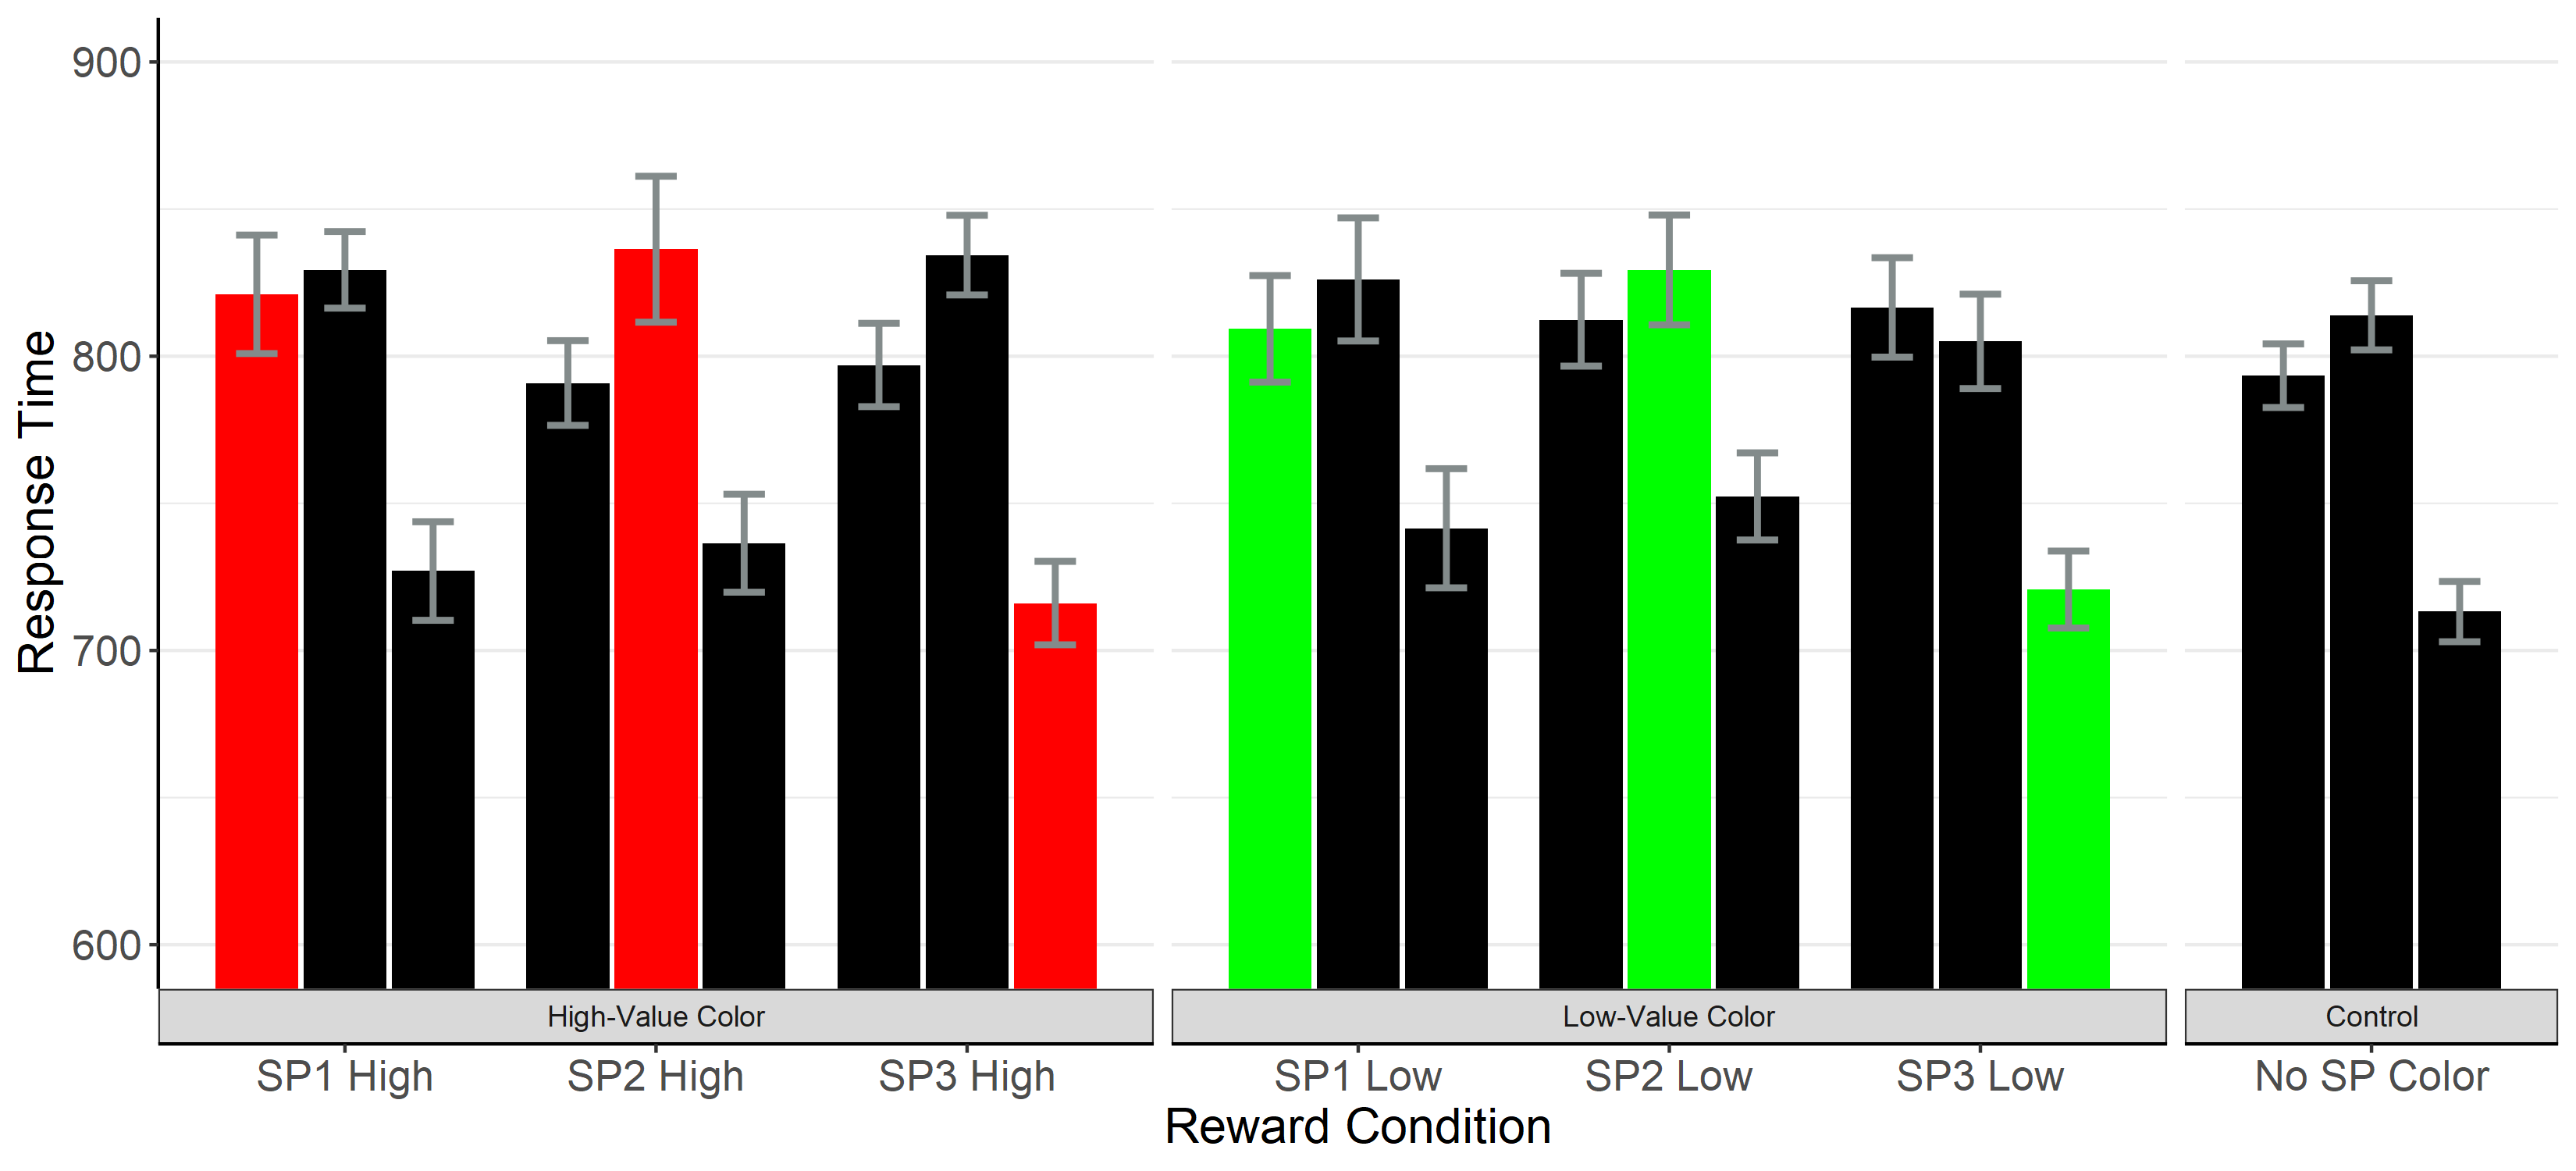 900
800
700
600
Response Time
High-Value Color
Low-Value Color
Control
SP1 High
SP2 High
SP3 High
SP1 Low
SP2 Low
SP3 Low
No SP Color
Reward Condition